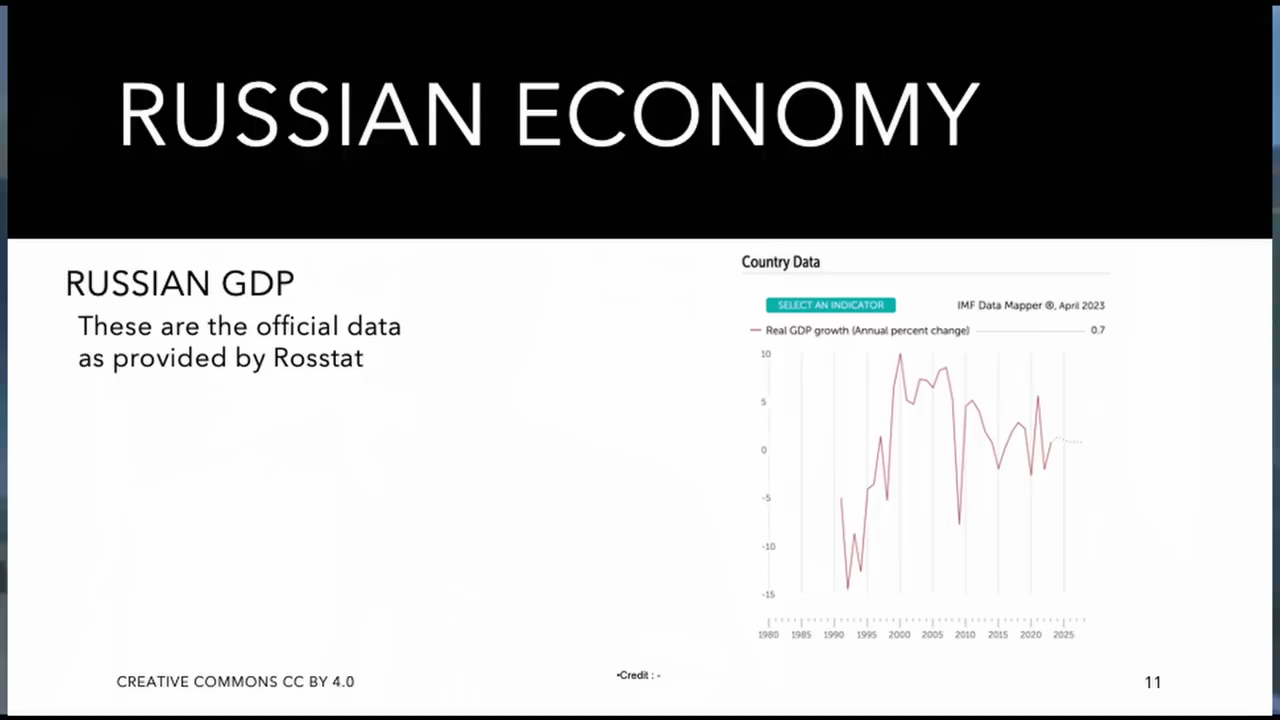 RUSSIAN ECONOMY
RUSSIAN GDP
These are the official data
as provided by Rosstat
Country Data
SELECT AN INDICATOR
IMF Data Mapper ®, April 2023
Real GDP growth (Annual percent change) 0.7
10
5
0
-5
-10
-15
1980 1985 1990 1995 2000 2005 2010 2015 2020 2025
CREATIVE COMMONS CC BY 4.0
•Credit : -
11